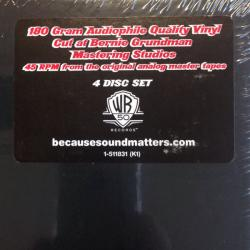 180 Gram Audiophile Quality Vinyl
Cut at Bernie Grundman
Mastering Studios
45 RPM from the original analog master tapes
4 DISC SET
WB
50
RECORDS
becausesoundmatters.com
1-511831 (K1)